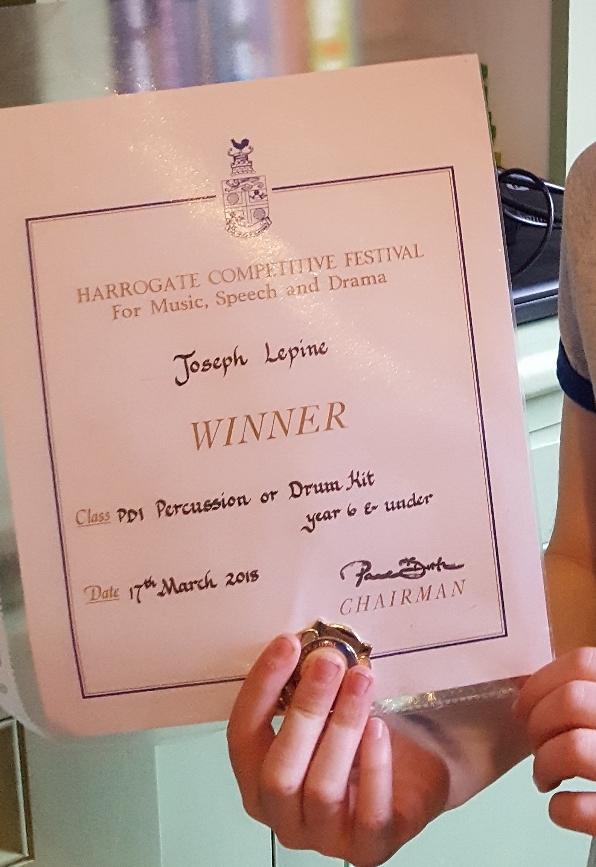 HARROGATE COMPETITIVE FESTIVAL
For Music, Speech and Drama
Joseph Lepine
WINNER
Class PD1 Percussion or Drum Kit
year 6 & under
Date 17th March 2018
CHAIRMAN